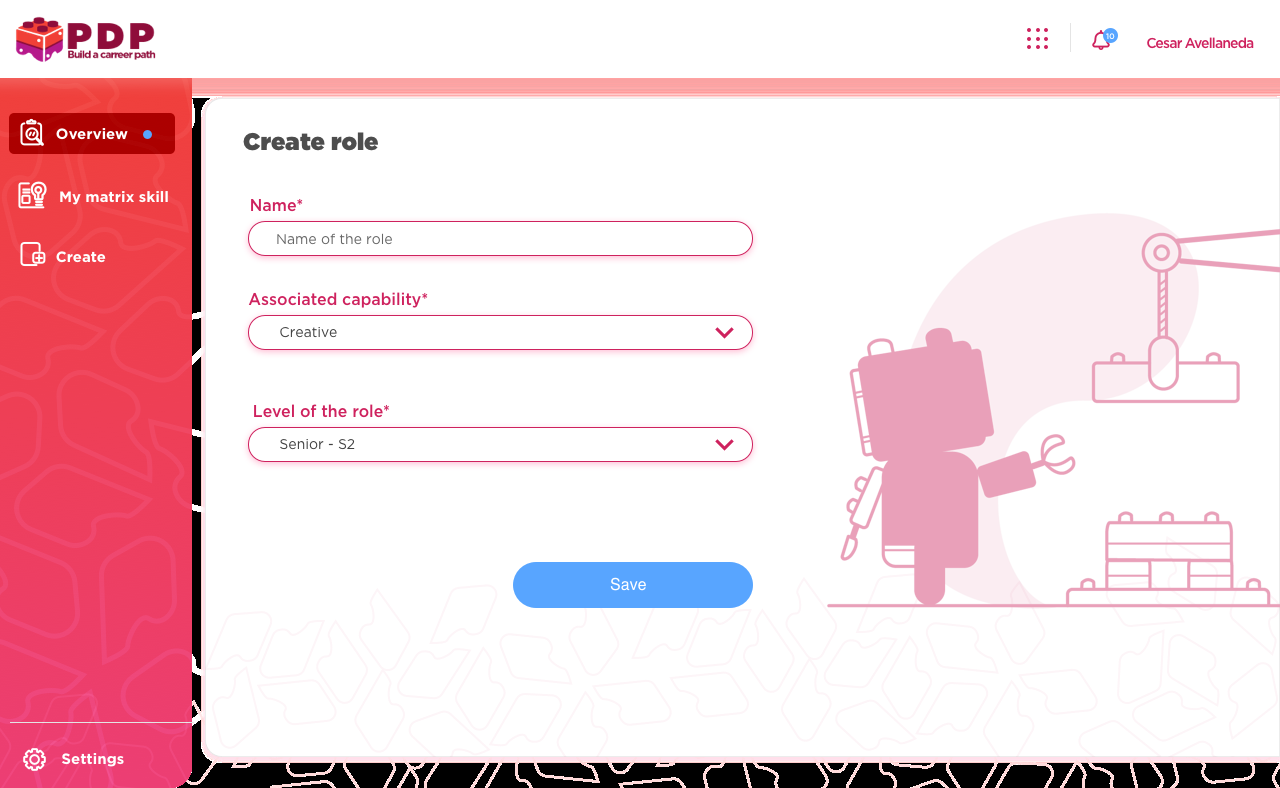 PDP
Build a carreer path
10
Cesar Avellaneda
Overview
My matrix skill
Create
Settings
Create role
Name*
Name of the role
Associated capability*
Creative
Level of the role*
Senior - S2
Save